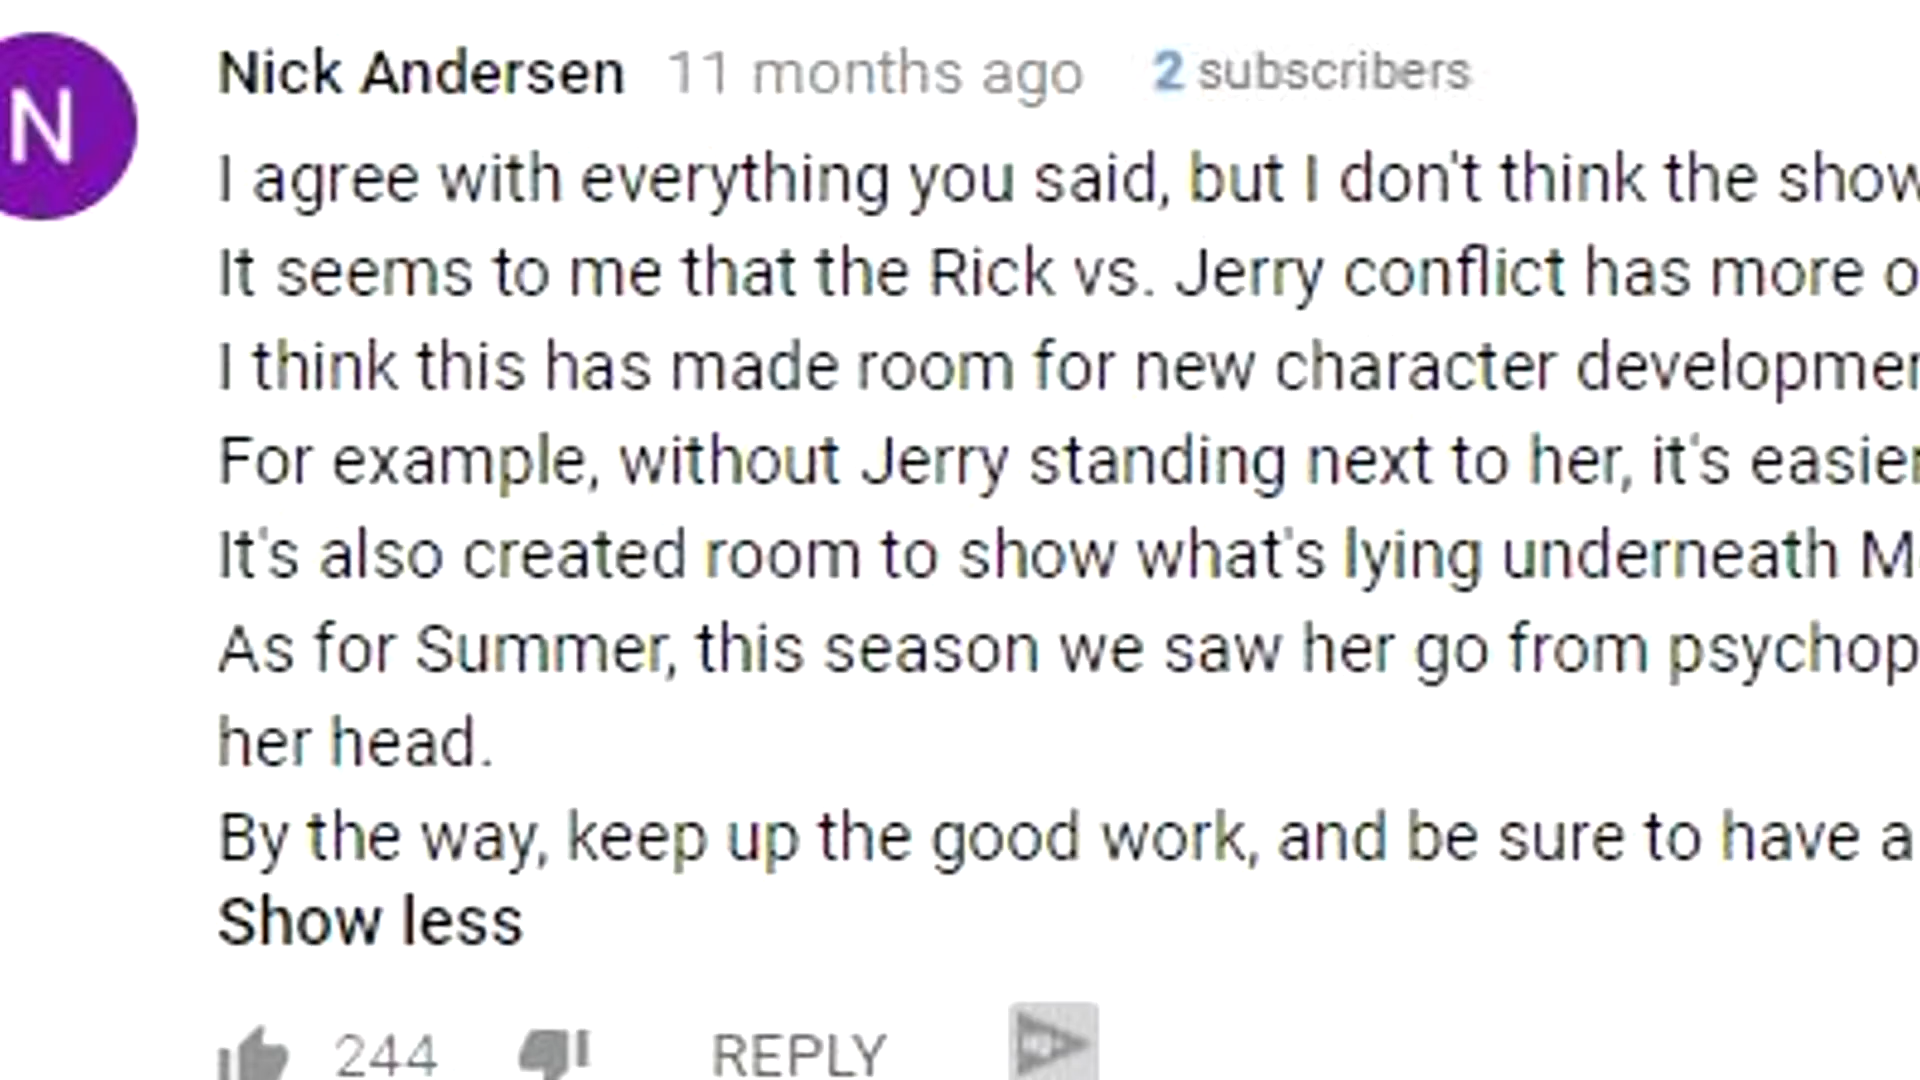 N
Nick Andersen 11 months ago 2 subscribers
I agree with everything you said, but I don't think the show
It seems to me that the Rick vs. Jerry conflict has more o
I think this has made room for new character developmen
For example, without Jerry standing next to her, it's easier
It's also created room to show what's lying underneath M
As for Summer, this season we saw her go from psychop
her head.
By the way, keep up the good work, and be sure to have a
Show less
244 REPLY